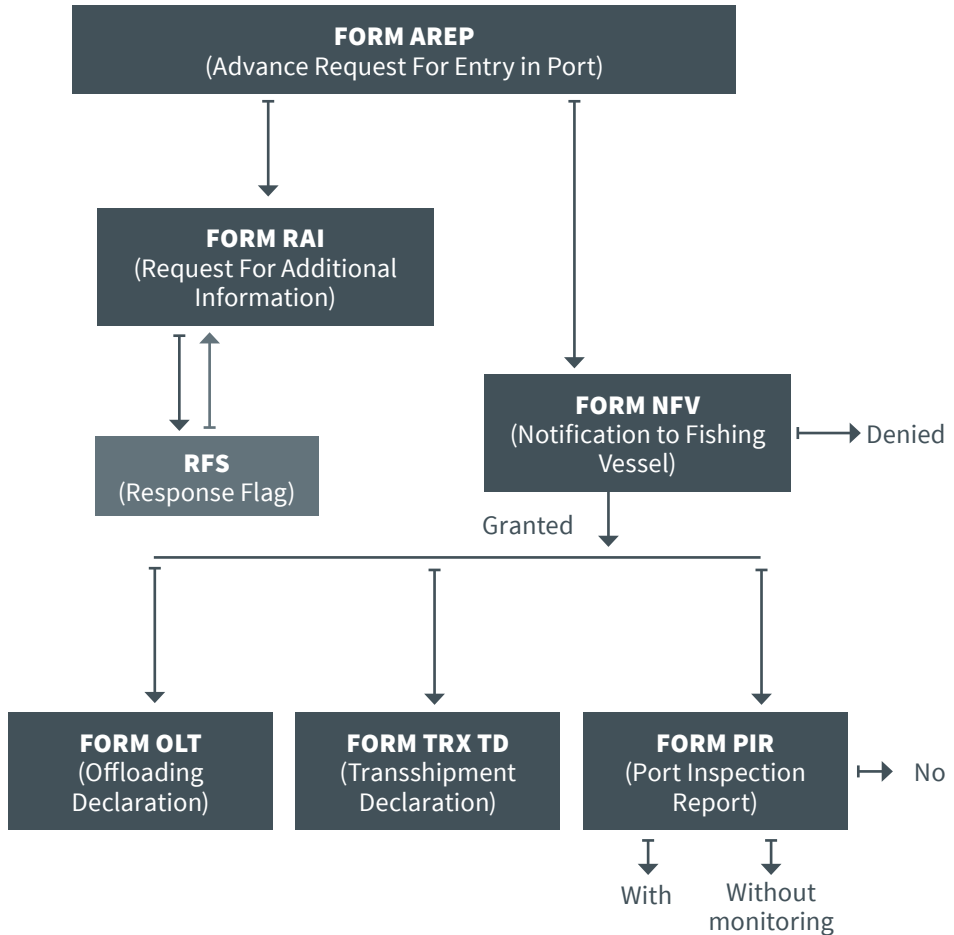 FORM AREP
(Advance Request For Entry in Port)
FORM RAI
(Request For Additional
Information)
RFS
(Response Flag)
FORM NFV
(Notification to Fishing
Vessel)
Denied
Granted
FORM OLT
(Offloading
Declaration)
FORM TRX TD
(Transshipment
Declaration)
FORM PIR
(Port Inspection
Report)
No
With
Without
monitoring